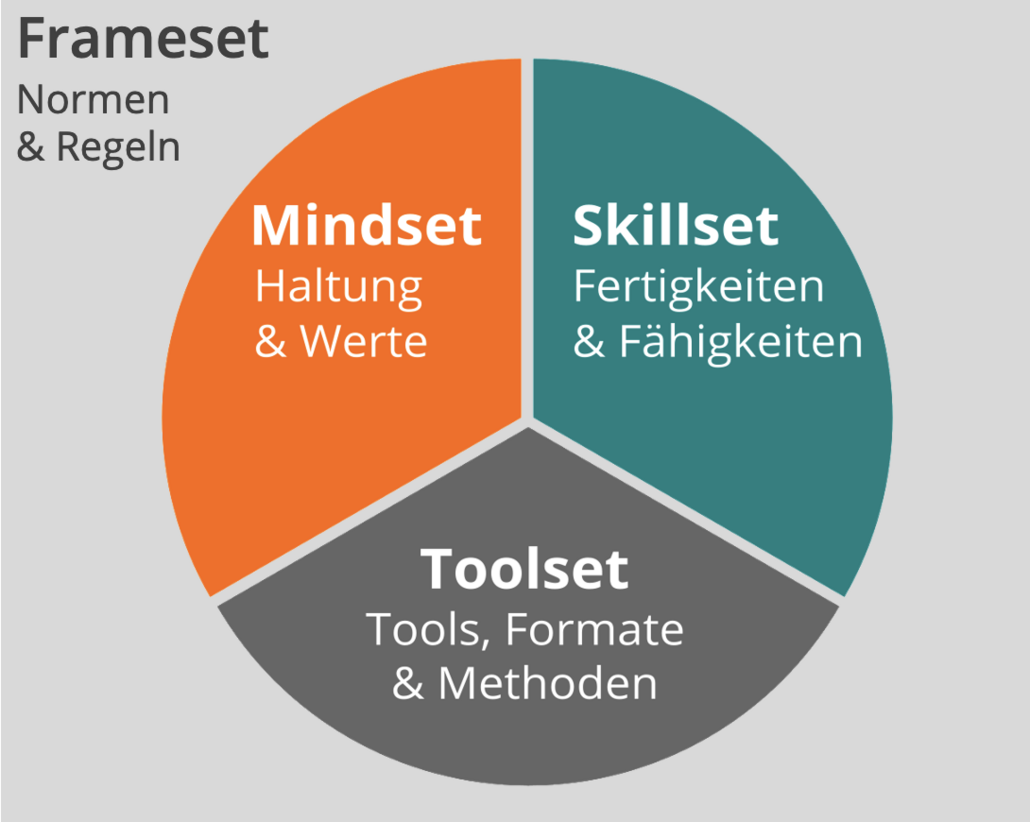 Frameset
Normen
& Regeln
Mindset
Haltung
& Werte
Skillset
Fertigkeiten
& Fähigkeiten
Toolset
Tools, Formate
& Methoden